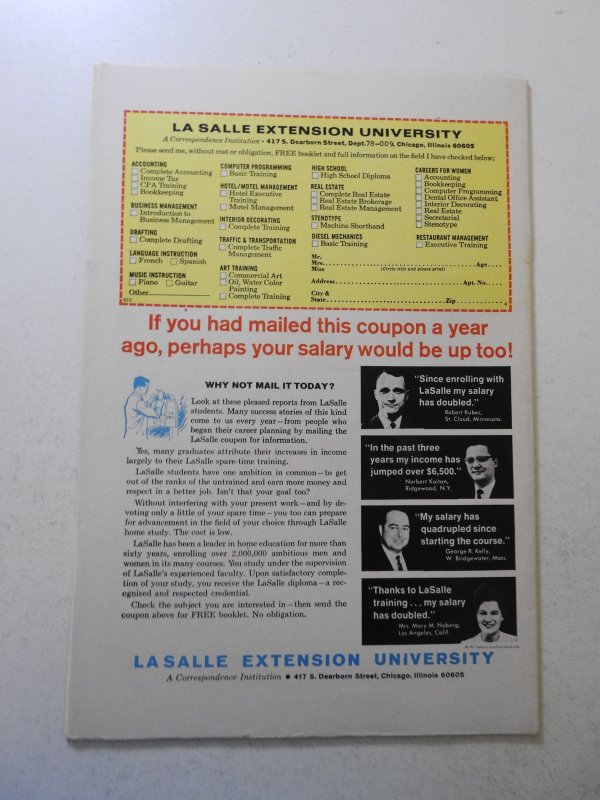 LA SALLE EXTENSION UNIVERSITY
A Correspondence Institution • 417 S. Dearborn Street, Dept. 78-009, Chicago, Illinois 60605
Please send me, without cost or obligation, FREE booklet and full information on the field I have checked below:
ACCOUNTING
Complete Accounting
Income Tax
CPA Training
Bookkeeping
BUSINESS MANAGEMENT
Introduction to
Business Management
DRAFTING
Complete Drafting
LANGUAGE INSTRUCTION
French Spanish
MUSIC INSTRUCTION
Piano Guitar
Other
COMPUTER PROGRAMMING
Basic Training
HOTEL/MOTEL MANAGEMENT
Hotel Executive
Training
Motel Management
INTERIOR DECORATING
Complete Training
TRAFFIC & TRANSPORTATION
Complete Traffic
Management
ART TRAINING
Commercial Art
Oil, Water Color
Painting
Complete Training
HIGH SCHOOL
High School Diploma
REAL ESTATE
Complete Real Estate
Real Estate Brokerage
Real Estate Management
STENOTYPE
Machine Shorthand
DIESEL MECHANICS
Basic Training
CAREERS FOR WOMEN
Accounting
Bookkeeping
Computer Programming
Dental Office Assistant
Interior Decorating
Real Estate
Secretarial
Stenotype
RESTAURANT MANAGEMENT
Executive Training
Mr.
Mrs. Age
Miss (Circle title and please print)
Address Apt. No.
City &
State Zip
If you had mailed this coupon a year
ago, perhaps your salary would be up too!
WHY NOT MAIL IT TODAY?
Look at these pleased reports from LaSalle
students. Many success stories of this kind
come to us every year—from people who
began their career planning by mailing the
LaSalle coupon for information.
Yes, many graduates attribute their increases in income
largely to their LaSalle spare-time training.
LaSalle students have one ambition in common—to get
out of the ranks of the untrained and earn more money and
respect in a better job. Isn't that your goal too?
Without interfering with your present work—and by de-
voting only a little of your spare time—you too can prepare
for advancement in the field of your choice through LaSalle
home study. The cost is low.
LaSalle has been a leader in home education for more than
sixty years, enrolling over 2,000,000 ambitious men and
women in its many courses. You study under the supervision
of LaSalle's experienced faculty. Upon satisfactory comple-
tion of your study, you receive the LaSalle diploma—a rec-
ognized and respected credential.
Check the subject you are interested in—then send the
coupon above for FREE booklet. No obligation.
"Since enrolling with
LaSalle my salary
has doubled."
Robert Kubec,
St. Cloud, Minnesota.
"In the past three
years my income has
jumped over $6,500."
Norbert Kaiton,
Ridgewood, N.Y.
"My salary has
quadrupled since
starting the course."
George R. Kelly,
W. Bridgewater, Mass.
"Thanks to LaSalle
training . . . my salary
has doubled."
Mrs. Mary M. Nyberg,
Los Angeles, Calif.
LA SALLE EXTENSION UNIVERSITY
A Correspondence Institution • 417 S. Dearborn Street, Chicago, Illinois 60605